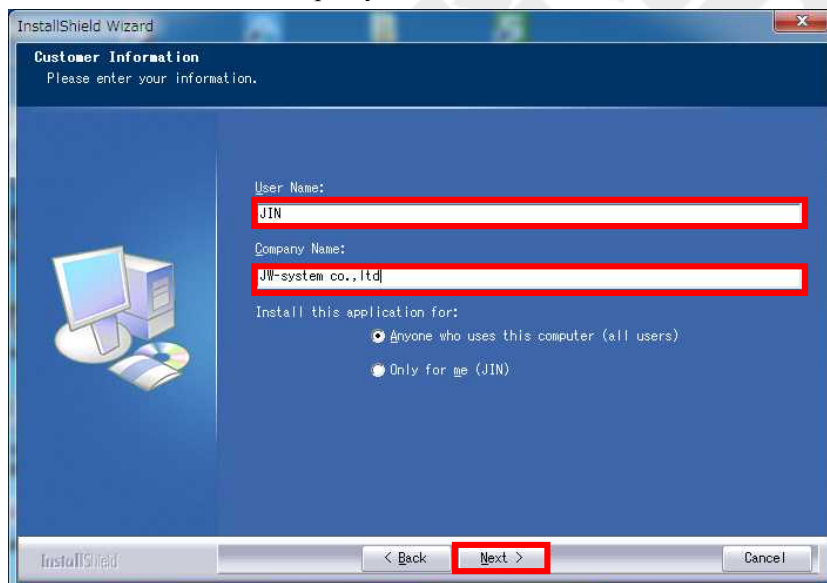 InstallShield Wizard
Customer Information
Please enter your information.
User Name:
JIN
Company Name:
JW-system co.,ltd
Install this application for:
Anyone who uses this computer (all users)
Only for me (JIN)
InstallShield
< Back
Next >
Cancel